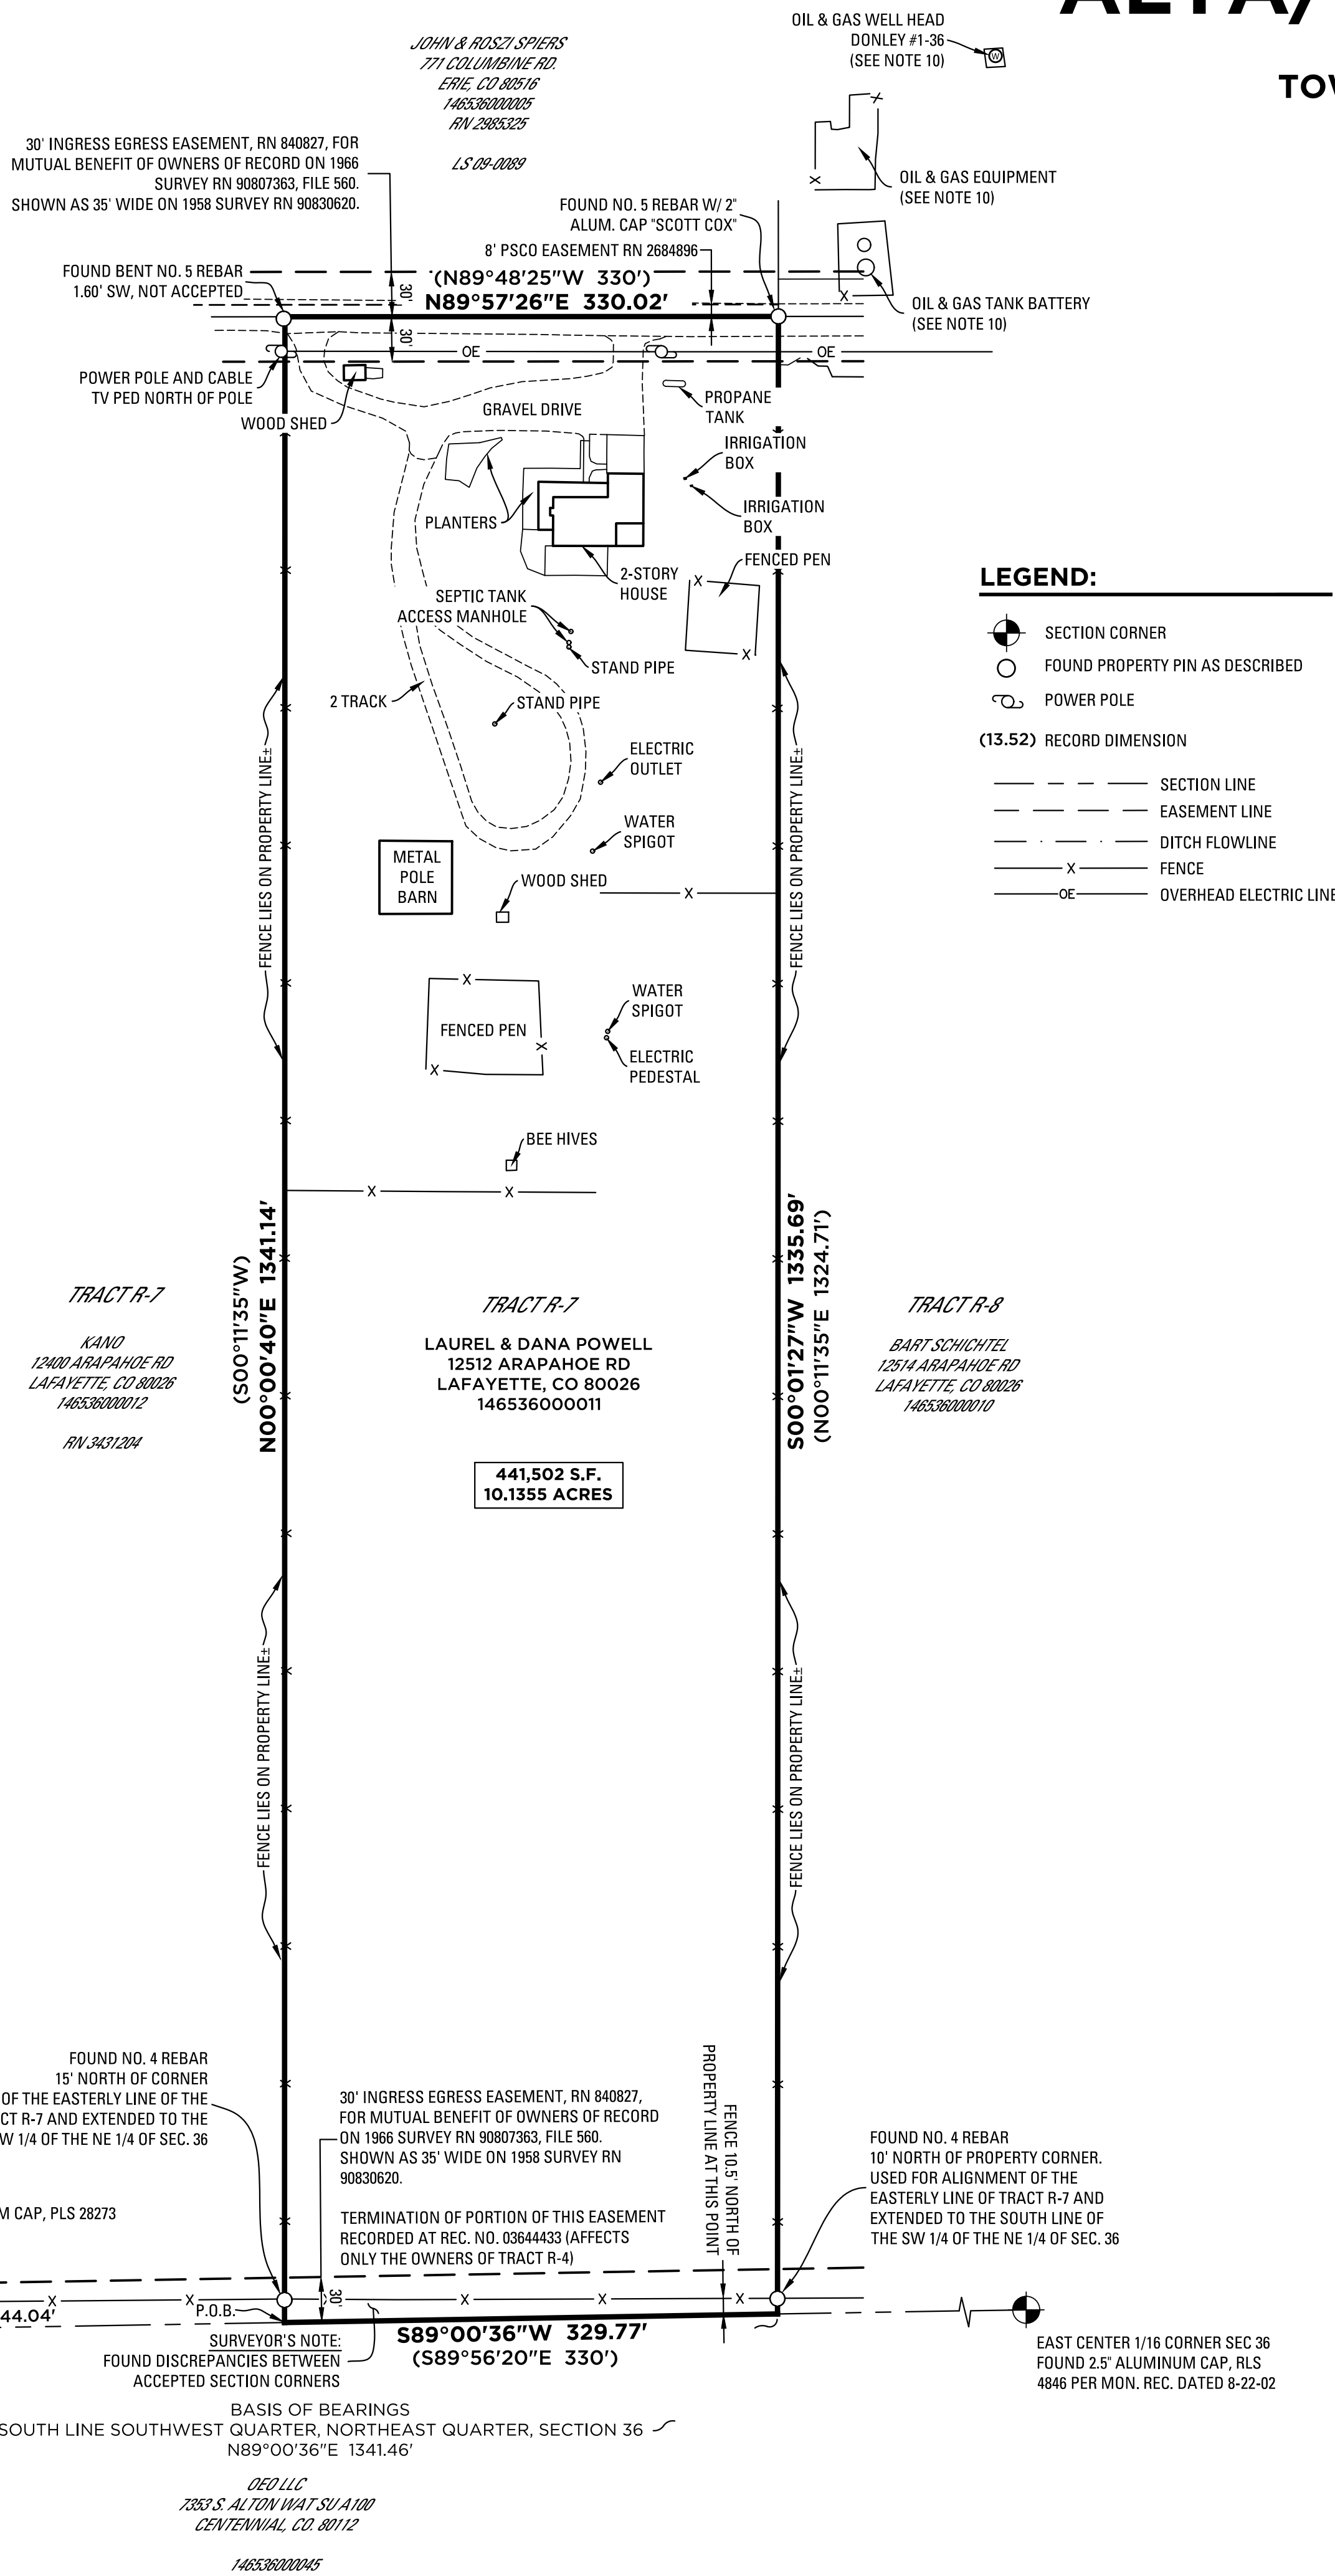 ALTA/
TOW
OIL & GAS WELL HEAD
DONLEY #1-36
(SEE NOTE 10)
W
JOHN & ROSZI SPIERS
771 COLUMBINE RD.
ERIE, CO 80516
146536000005
RN 2985325
LS 09-0089
30' INGRESS EGRESS EASEMENT, RN 840827, FOR
MUTUAL BENEFIT OF OWNERS OF RECORD ON 1966
SURVEY RN 90807363, FILE 560.
SHOWN AS 35' WIDE ON 1958 SURVEY RN 90830620.
OIL & GAS EQUIPMENT
(SEE NOTE 10)
FOUND NO. 5 REBAR W/ 2"
ALUM. CAP "SCOTT COX"
8' PSCO EASEMENT RN 2684896
FOUND BENT NO. 5 REBAR
1.60' SW, NOT ACCEPTED
30'
30'
(N89°48'25"W 330')
N89°57'26"E 330.02'
OIL & GAS TANK BATTERY
(SEE NOTE 10)
OE
OE
POWER POLE AND CABLE
TV PED NORTH OF POLE
WOOD SHED
GRAVEL DRIVE
PROPANE
TANK
IRRIGATION
BOX
IRRIGATION
BOX
PLANTERS
2-STORY
HOUSE
FENCED PEN
SEPTIC TANK
ACCESS MANHOLE
STAND PIPE
2 TRACK
STAND PIPE
ELECTRIC
OUTLET
WATER
SPIGOT
METAL
POLE
BARN
WOOD SHED
FENCE LIES ON PROPERTY LINE±
FENCE LIES ON PROPERTY LINE±
LEGEND:
SECTION CORNER
FOUND PROPERTY PIN AS DESCRIBED
POWER POLE
(13.52) RECORD DIMENSION
SECTION LINE
EASEMENT LINE
DITCH FLOWLINE
X FENCE
OE OVERHEAD ELECTRIC LINE
FENCED PEN
WATER
SPIGOT
ELECTRIC
PEDESTAL
BEE HIVES
(S00°11'35"W)
N00°00'40"E 1341.14'
S00°01'27"W 1335.69'
(N00°11'35"E 1324.71')
TRACT R-7
KANO
12400 ARAPAHOE RD
LAFAYETTE, CO 80026
146536000012
RN 3431204
TRACT R-7
LAUREL & DANA POWELL
12512 ARAPAHOE RD
LAFAYETTE, CO 80026
146536000011
441,502 S.F.
10.1355 ACRES
TRACT R-8
BART SCHICHTEL
12514 ARAPAHOE RD
LAFAYETTE, CO 80026
146536000010
FENCE LIES ON PROPERTY LINE±
FENCE LIES ON PROPERTY LINE±
FOUND NO. 4 REBAR
15' NORTH OF CORNER
OF THE EASTERLY LINE OF THE
CT R-7 AND EXTENDED TO THE
W 1/4 OF THE NE 1/4 OF SEC. 36
M CAP, PLS 28273
30' INGRESS EGRESS EASEMENT, RN 840827,
FOR MUTUAL BENEFIT OF OWNERS OF RECORD
ON 1966 SURVEY RN 90807363, FILE 560.
SHOWN AS 35' WIDE ON 1958 SURVEY RN
90830620.
TERMINATION OF PORTION OF THIS EASEMENT
RECORDED AT REC. NO. 03644433 (AFFECTS
ONLY THE OWNERS OF TRACT R-4)
FENCE 10.5' NORTH OF
PROPERTY LINE AT THIS POINT
FOUND NO. 4 REBAR
10' NORTH OF PROPERTY CORNER.
USED FOR ALIGNMENT OF THE
EASTERLY LINE OF TRACT R-7 AND
EXTENDED TO THE SOUTH LINE OF
THE SW 1/4 OF THE NE 1/4 OF SEC. 36
44.04'
P.O.B.
30'
SURVEYOR'S NOTE:
FOUND DISCREPANCIES BETWEEN
ACCEPTED SECTION CORNERS
S89°00'36"W 329.77'
(S89°56'20"E 330')
EAST CENTER 1/16 CORNER SEC 36
FOUND 2.5" ALUMINUM CAP, RLS
4846 PER MON. REC. DATED 8-22-02
BASIS OF BEARINGS
SOUTH LINE SOUTHWEST QUARTER, NORTHEAST QUARTER, SECTION 36
N89°00'36"E 1341.46'
OEO LLC
7353 S. ALTON WAT SU A100
CENTENNIAL, CO. 80112
146536000045